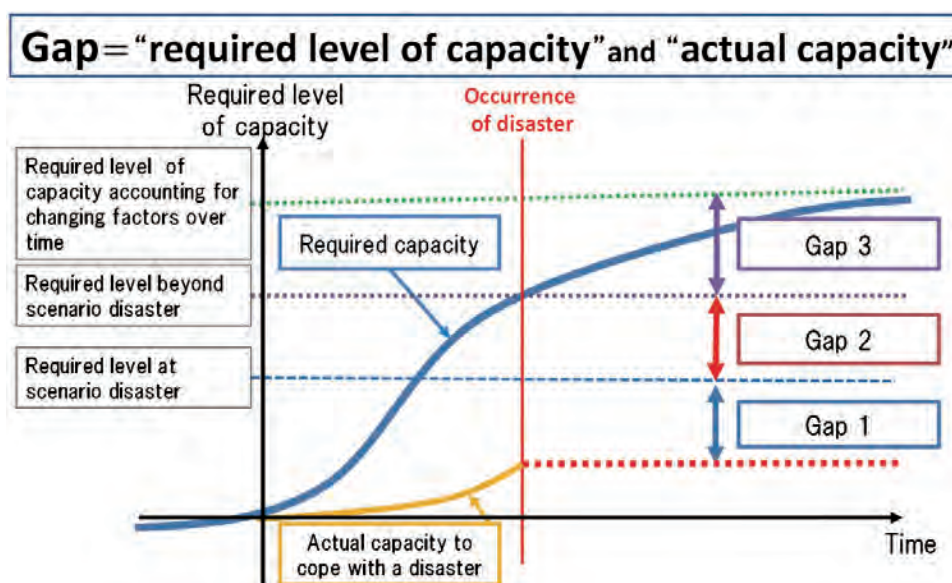 Gap="required level of capacity" and "actual capacity"
Required level
of capacity
Occurrence
of disaster
Required level of
capacity accounting for
changing factors over
time
Required capacity
Gap 3
Required level beyond
scenario disaster
Gap 2
Required level at
scenario disaster
Gap 1
Actual capacity to
cope with a disaster
Time